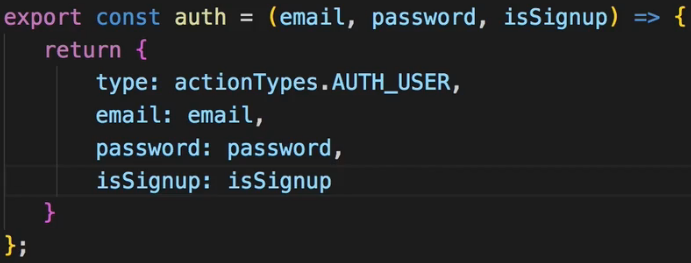 export const auth = (email, password, isSignup) => {
return {
type: actionTypes.AUTH_USER,
email: email,
password: password,
isSignup: isSignup
}
};